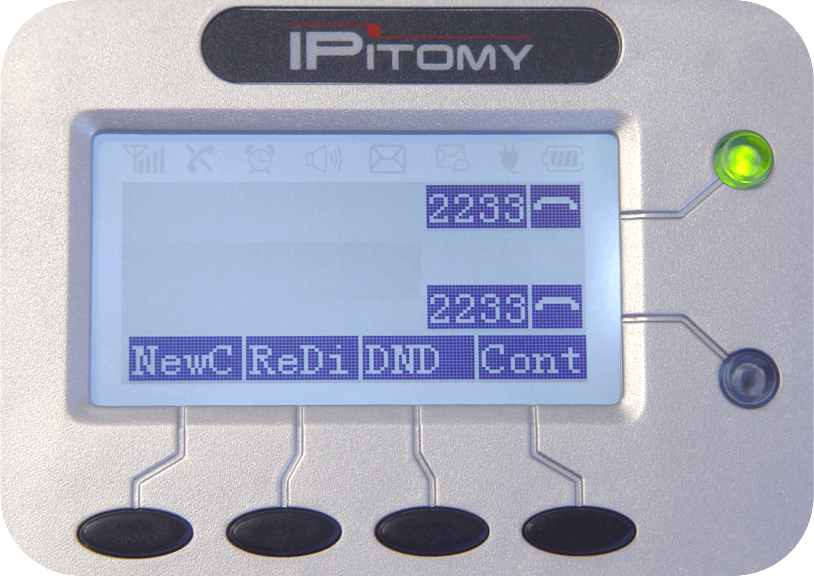 IPITOMY
2233
2233
NewC ReDi DND Cont